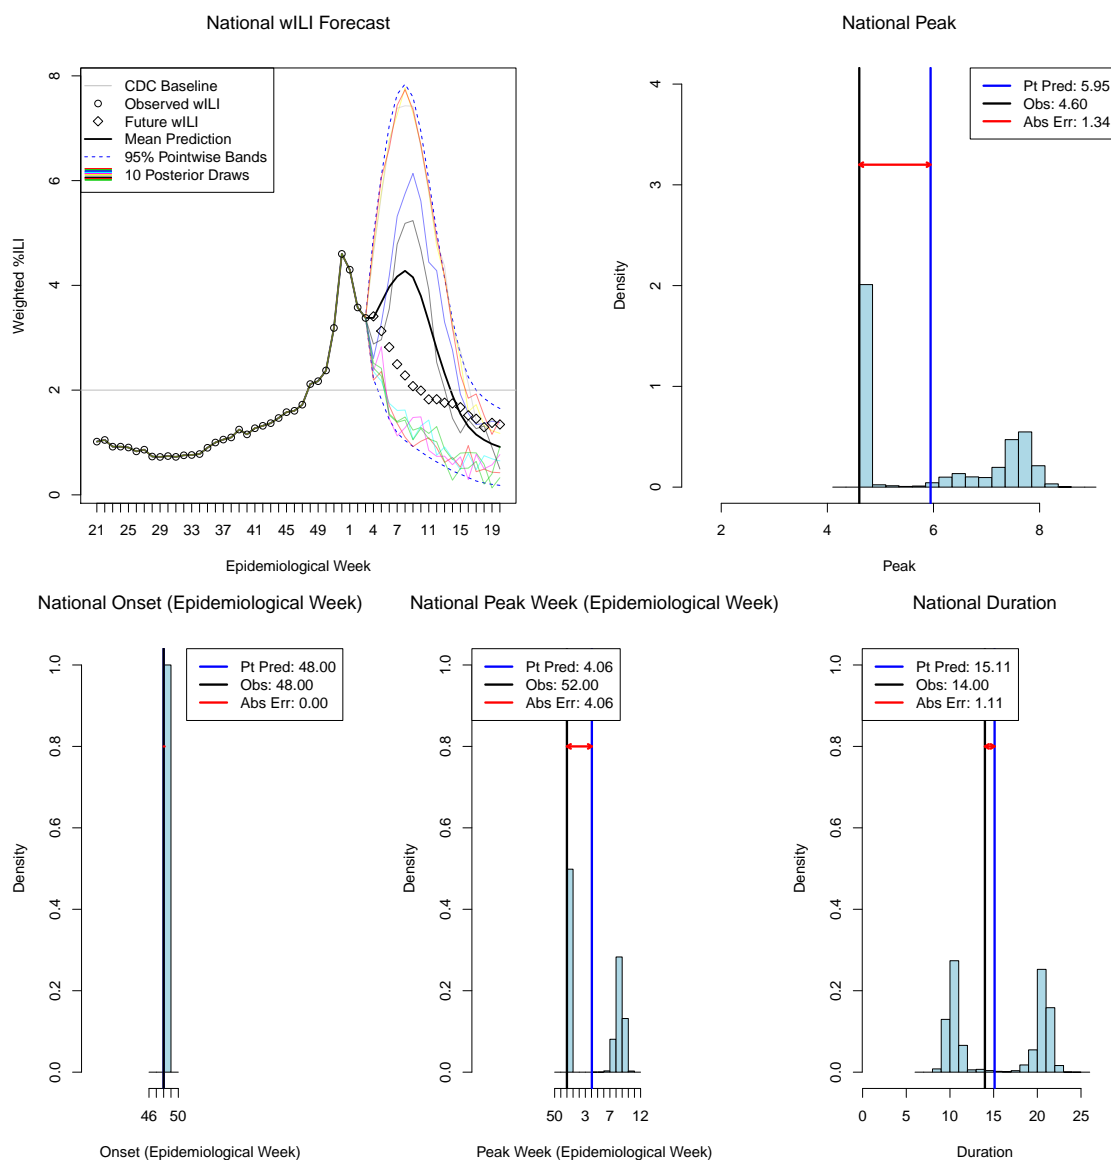 National wILI Forecast
CDC Baseline
Observed wILI
Future wILI
Mean Prediction
95% Pointwise Bands
10 Posterior Draws
Weighted %ILI
0 2 4 6 8
21 25 29 33 37 41 45 49 1 4 7 11 15 19
Epidemiological Week
National Peak
Pt Pred: 5.95
Obs: 4.60
Abs Err: 1.34
Density
0 1 2 3 4
2 4 6 8
Peak
National Onset (Epidemiological Week)
Pt Pred: 48.00
Obs: 48.00
Abs Err: 0.00
Density
0.0 0.2 0.4 0.6 0.8 1.0
46 50
Onset (Epidemiological Week)
National Peak Week (Epidemiological Week)
Pt Pred: 4.06
Obs: 52.00
Abs Err: 4.06
Density
0.0 0.2 0.4 0.6 0.8 1.0
50 3 7 12
Peak Week (Epidemiological Week)
National Duration
Pt Pred: 15.11
Obs: 14.00
Abs Err: 1.11
Density
0.0 0.2 0.4 0.6 0.8 1.0
0 5 10 15 20 25
Duration